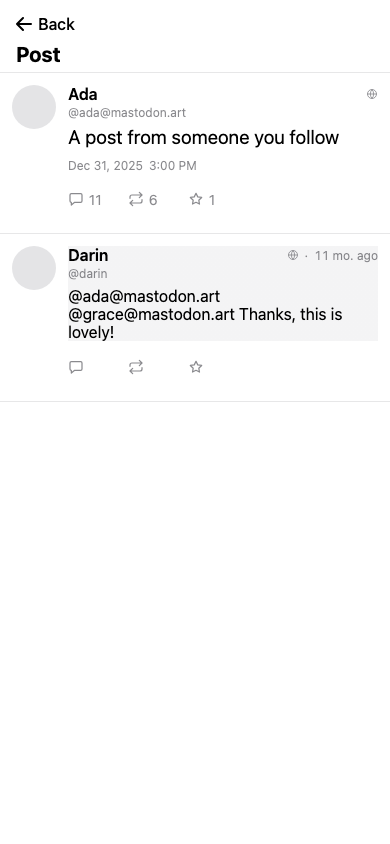 Back
Post
Ada
@ada@mastodon.art
A post from someone you follow
Dec 31, 2025 3:00 PM
11 6 1
Darin · 11 mo. ago
@darin
@ada@mastodon.art
@grace@mastodon.art Thanks, this is
lovely!